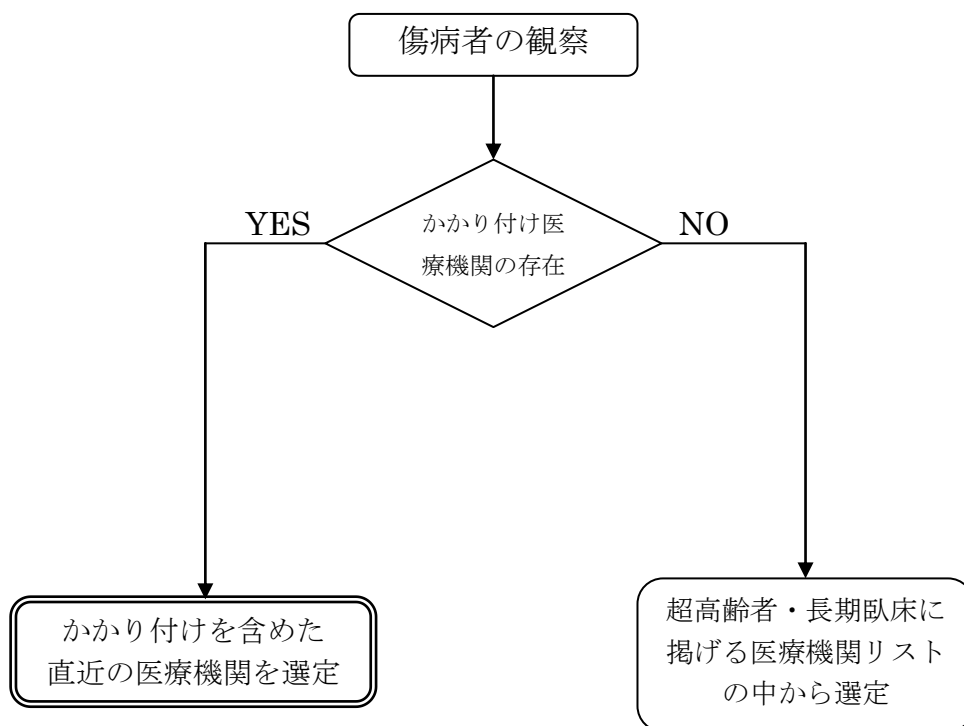 傷病者の観察
YES
かかり付け医
療機関の存在
NO
かかり付けを含めた
直近の医療機関を選定
超高齢者・長期臥床に
掲げる医療機関リスト
の中から選定